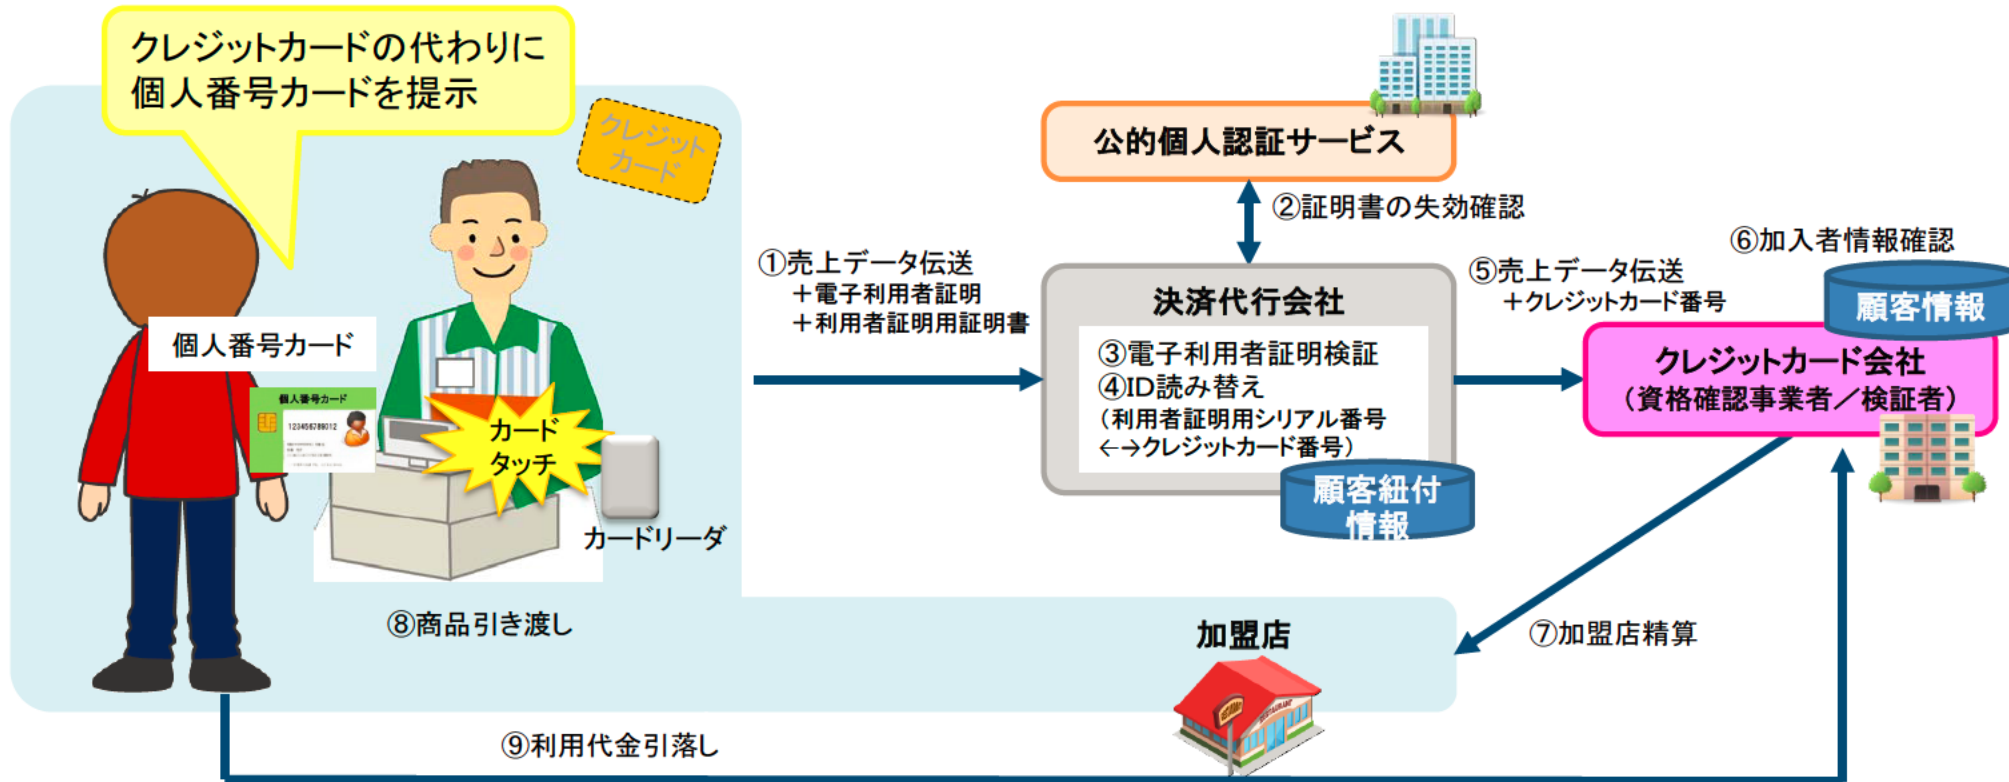 クレジットカードの代わりに
個人番号カードを提示
クレジット
カード
個人番号カード
個人番号カード
123456789012
カード
タッチ
カードリーダ
⑧商品引き渡し
①売上データ伝送
＋電子利用者証明
＋利用者証明用証明書
公的個人認証サービス
②証明書の失効確認
決済代行会社
③電子利用者証明検証
④ID読み替え
（利用者証明用シリアル番号
←→クレジットカード番号）
顧客紐付
情報
⑤売上データ伝送
＋クレジットカード番号
⑥加入者情報確認
顧客情報
クレジットカード会社
（資格確認事業者／検証者）
⑦加盟店精算
加盟店
RESTAURANT
⑨利用代金引落し